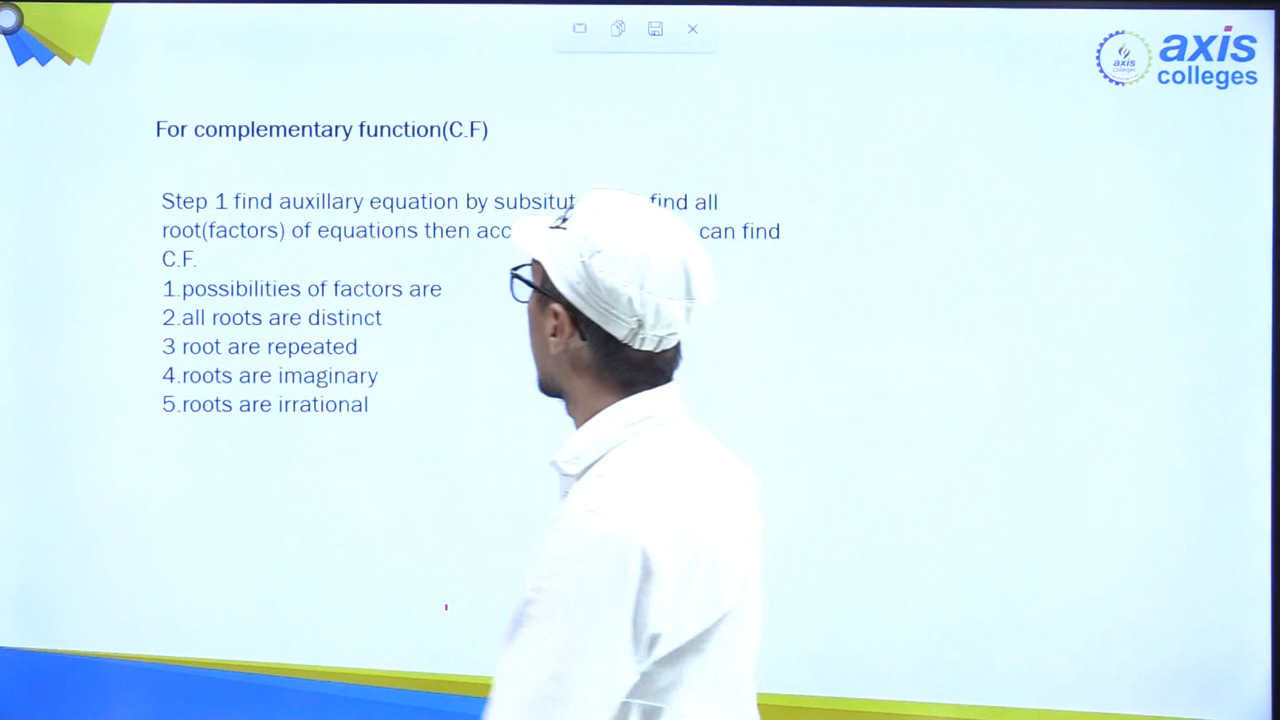 axis
colleges
axis
colleges
For complementary function(C.F)
Step 1 find auxillary equation by find all
root(factors) of equations then can find
C.F.
1.possibilities of factors are
2.all roots are distinct
3 root are repeated
4.roots are imaginary
5.roots are irrational